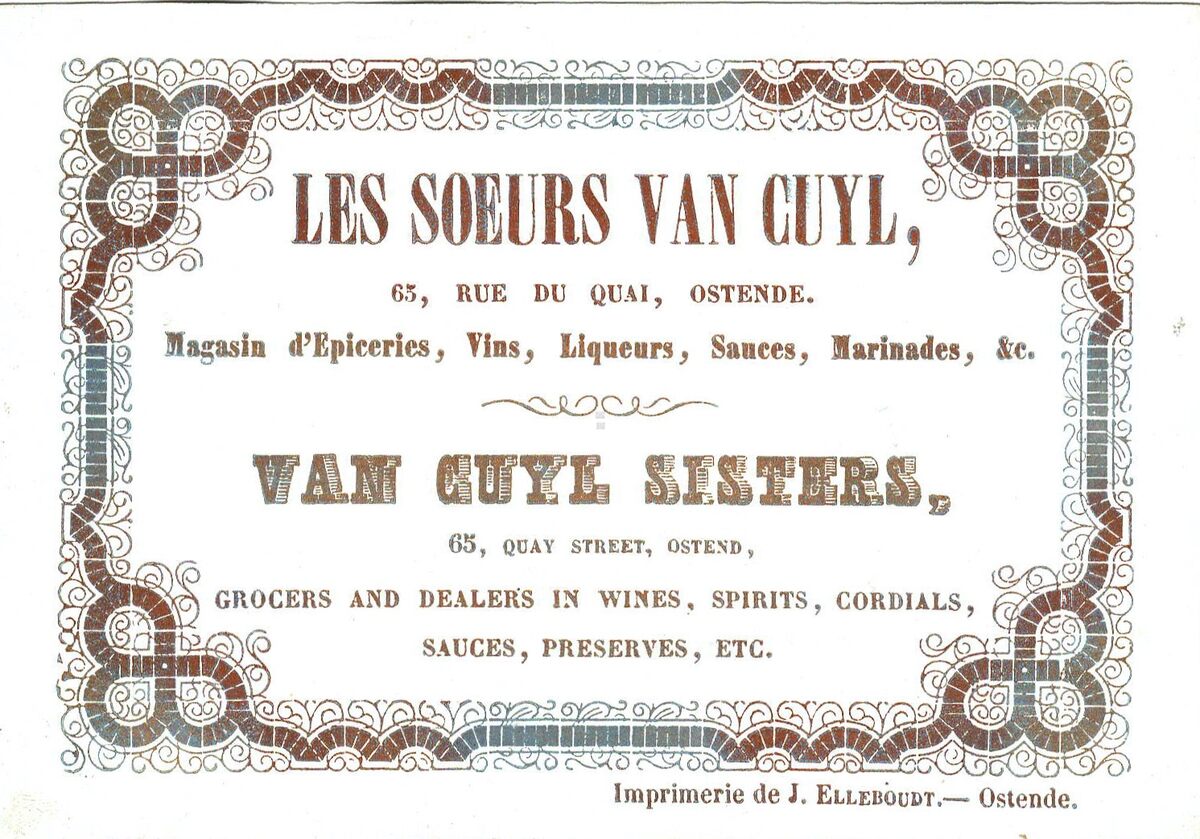 LES SOEURS VAN CUYL,
65, RUE DU QUAI, OSTENDE.
Magasin d'Epiceries, Vins, Liqueurs, Sauces, Marinades, &c.
VAN CUYL SISTERS,
65, QUAY STREET, OSTEND,
GROCERS AND DEALERS IN WINES, SPIRITS, CORDIALS,
SAUCES, PRESERVES, ETC.
Imprimerie de J. ELLEBOUDT.— Ostende.